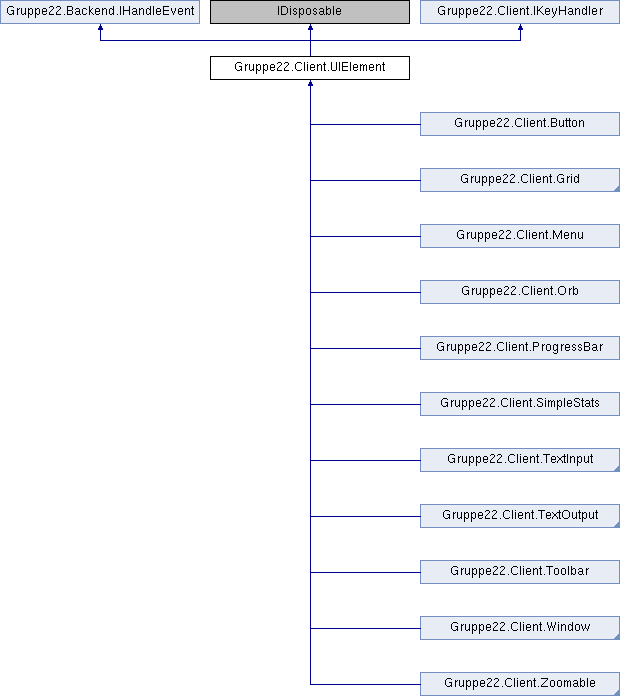 Gruppe22.Backend.IHandleEvent
IDisposable
Gruppe22.Client.IKeyHandler
Gruppe22.Client.UIElement
Gruppe22.Client.Button
Gruppe22.Client.Grid
Gruppe22.Client.Menu
Gruppe22.Client.Orb
Gruppe22.Client.ProgressBar
Gruppe22.Client.SimpleStats
Gruppe22.Client.TextInput
Gruppe22.Client.TextOutput
Gruppe22.Client.Toolbar
Gruppe22.Client.Window
Gruppe22.Client.Zoomable